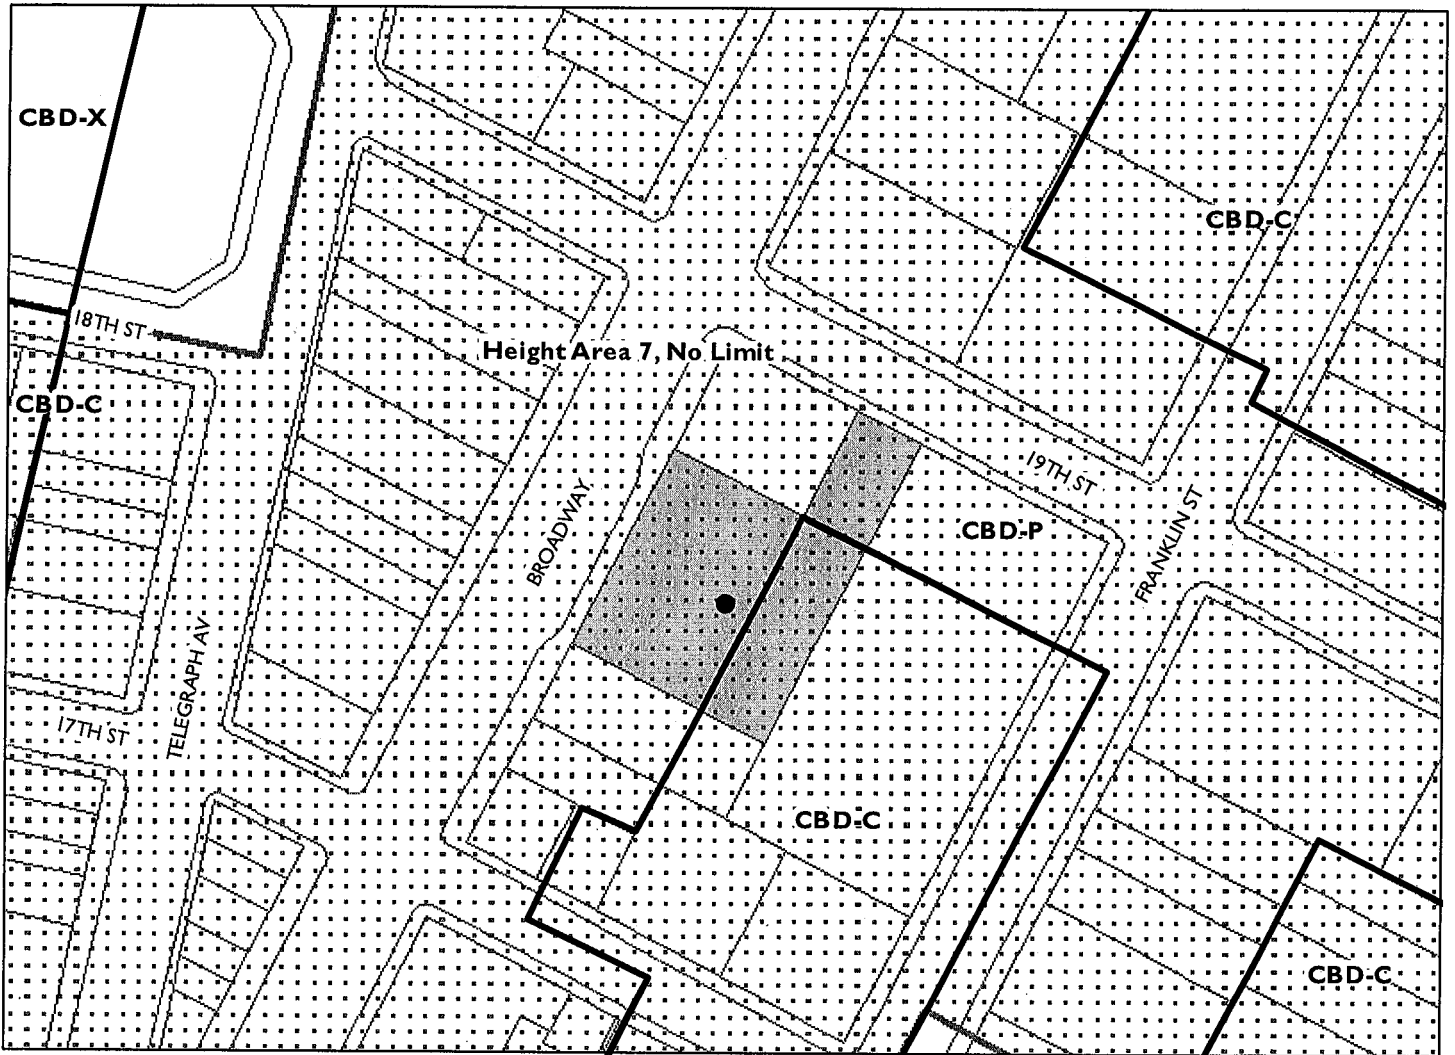 CBD-X
CBD-C
18TH ST
Height Area 7, No Limit
CBD-C
19TH ST
BROADWAY
CBD-P
FRANKLIN ST
TELEGRAPH AV
17TH ST
CBD-C
CBD-C